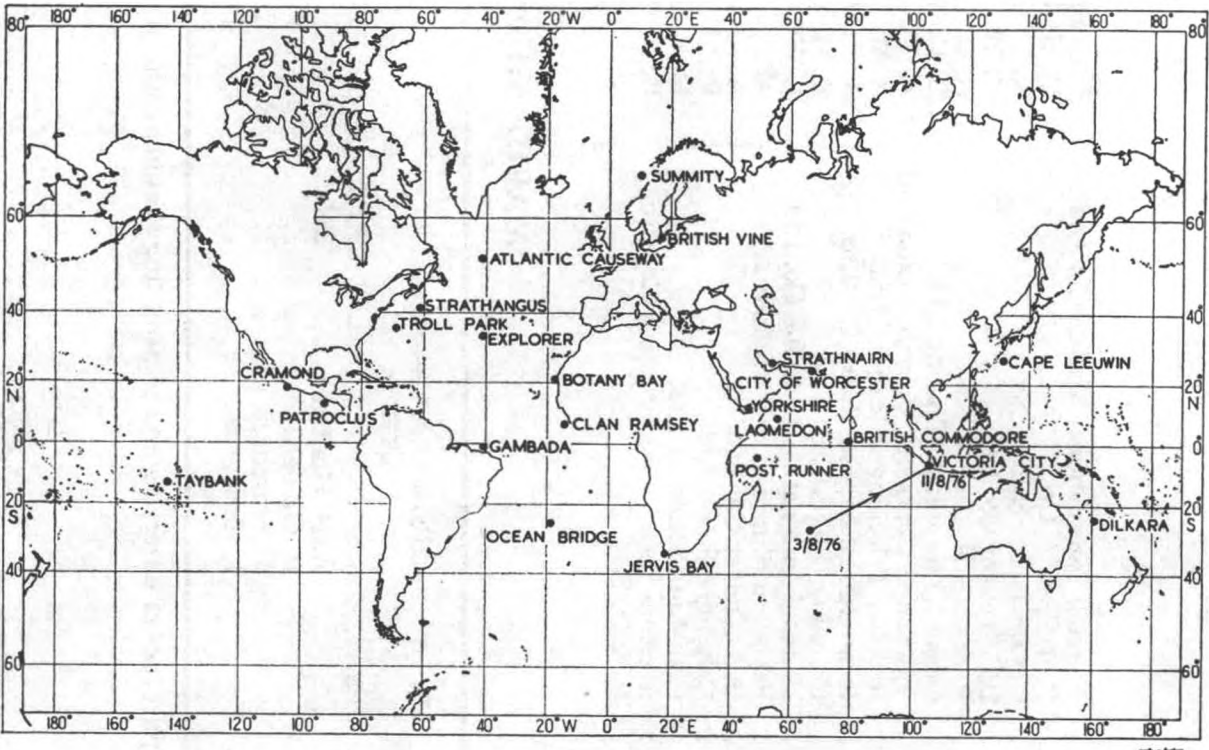 180° 160° 140° 120° 100° 80° 60° 40° 20°W 0° 20°E 40° 60° 80° 100° 120° 140° 160° 180°
80° 80°
SUMMITY
60° 60°
BRITISH VINE
ATLANTIC CAUSEWAY
STRATHANGUS
40° 40°
TROLL PARK
EXPLORER
STRATHNAIRN
CAPE LEEUWIN
CRAMOND
BOTANY BAY
CITY OF WORCESTER
20 N 20 N
PATROCLUS
YORKSHIRE
CLAN RAMSEY
LAOMEDON
0° 0°
GAMBADA
BRITISH COMMODORE
POST RUNNER
VICTORIA CITY
TAYBANK
11/8/76
20 S 20 S
DILKARA
OCEAN BRIDGE
3/8/76
JERVIS BAY
40° 40°
60° 60°
180° 160° 140° 120° 100° 80° 60° 40° 20°W 0° 20°E 40° 60° 80° 100° 120° 140° 160° 180°